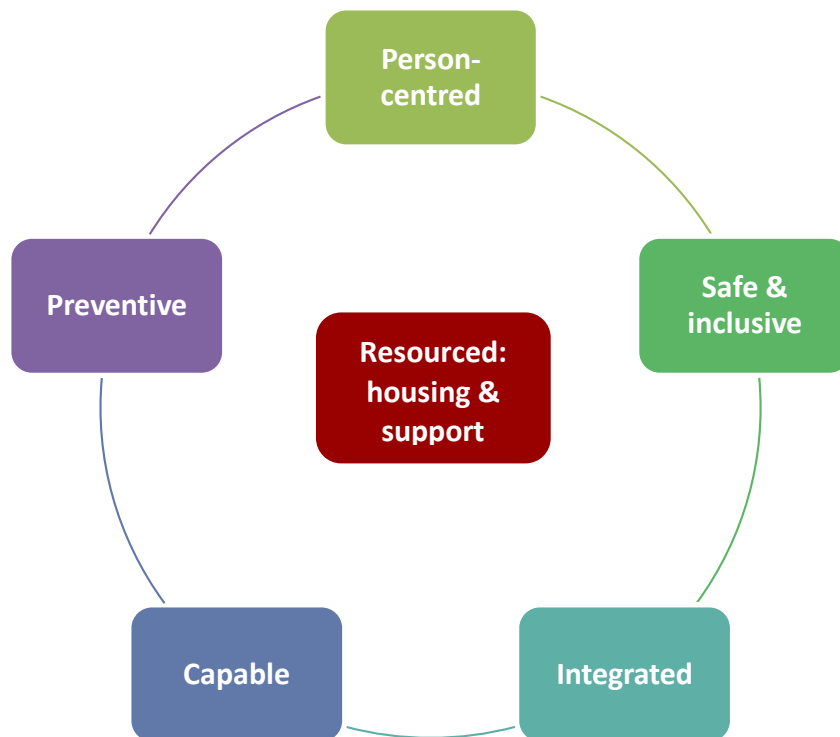 Person-
centred
Safe &
inclusive
Preventive
Resourced:
housing &
support
Capable
Integrated